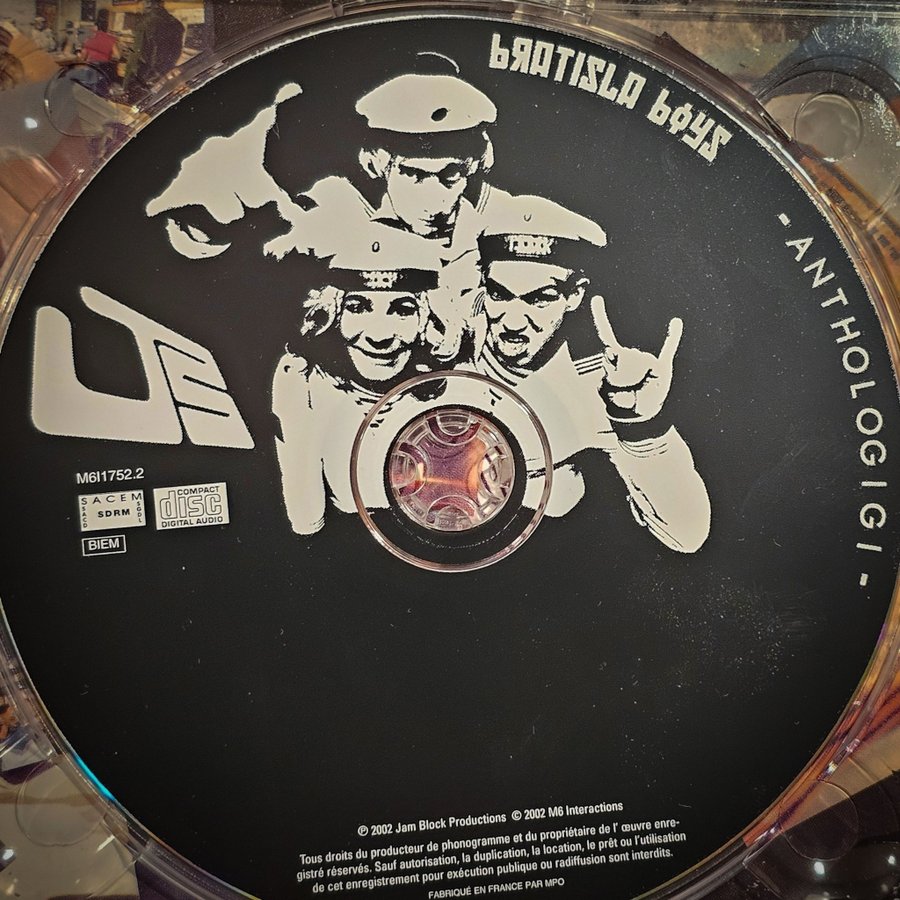 bRATISLA bOYS
- ANTHOLOGIGI -
M6I1752.2
SACEM
SACD
SDRM
SGDL
COMPACT
disc
DIGITAL AUDIO
BIEM
℗ 2002 Jam Block Productions © 2002 M6 Interactions
Tous droits du producteur de phonogramme et du propriétaire de l' œuvre enre-
gistré réservés. Sauf autorisation, la duplication, la location, le prêt ou l'utilisation
de cet enregistrement pour exécution publique ou radiffusion sont interdits.
FABRIQUÉ EN FRANCE PAR MPO